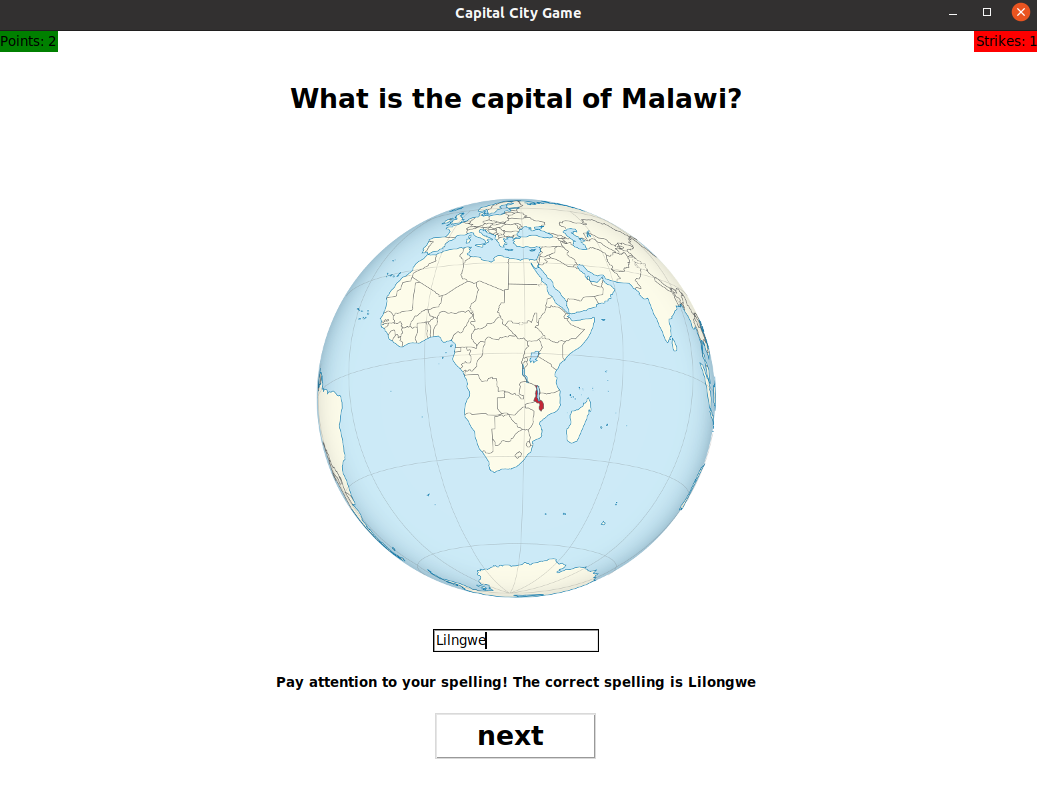 Capital City Game
Points: 2
Strikes: 1
What is the capital of Malawi?
Lilngwe
Pay attention to your spelling! The correct spelling is Lilongwe
next